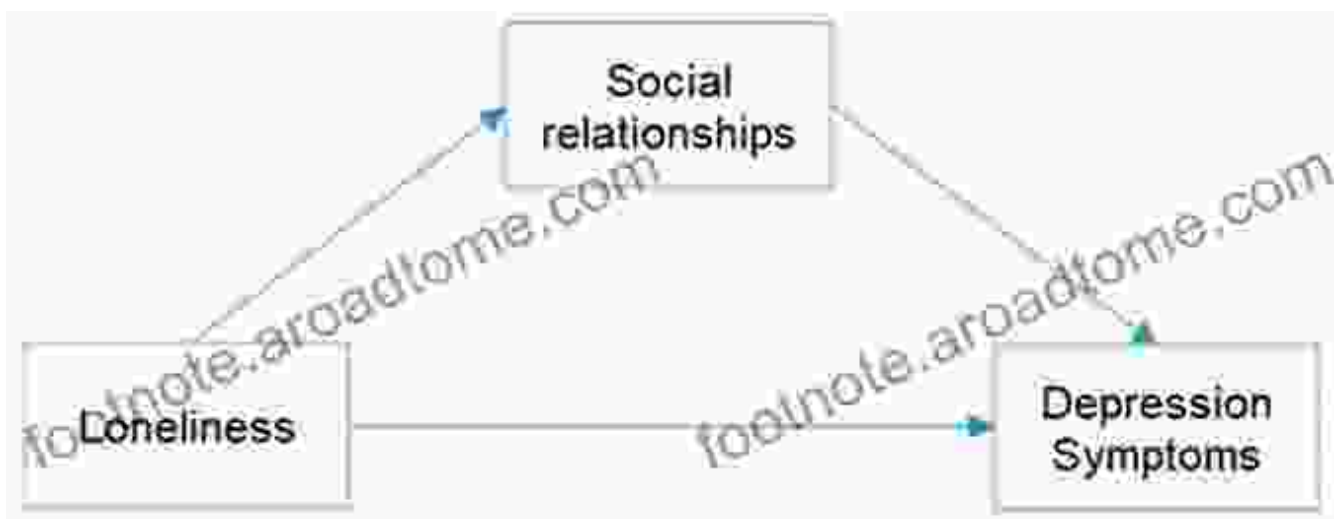 Social
relationships
footnote.aroadtome.com
footnote.aroadtome.com
Loneliness
Depression
Symptoms